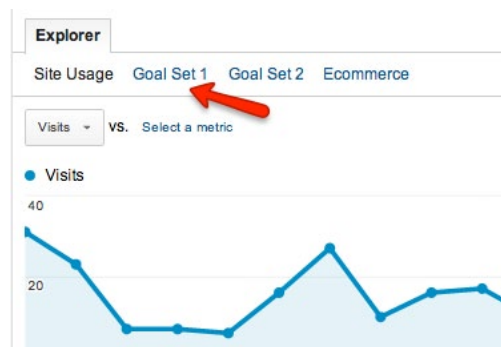 Explorer
Site Usage Goal Set 1 Goal Set 2 Ecommerce
Visits VS. Select a metric
Visits
40
20